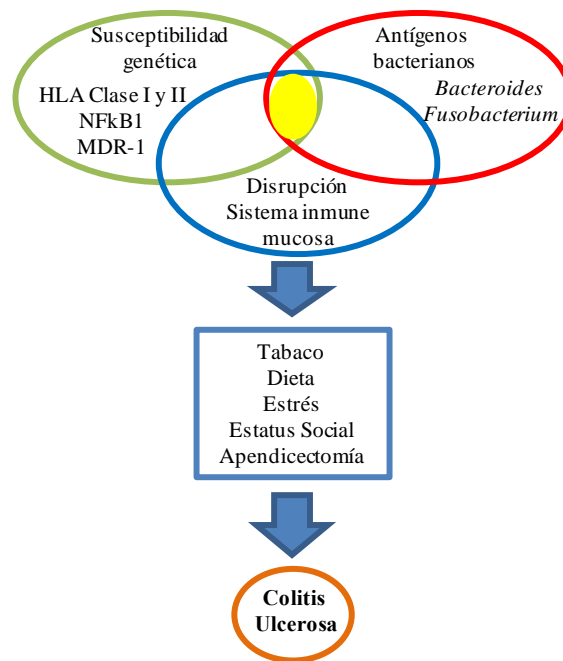 Susceptibilidad
genética
HLA Clase I y II
NFkB1
MDR-1
Antígenos
bacterianos
Bacteroides
Fusobacterium
Disrupción
Sistema inmune
mucosa
Tabaco
Dieta
Estrés
Estatus Social
Apendicectomía
Colitis
Ulcerosa